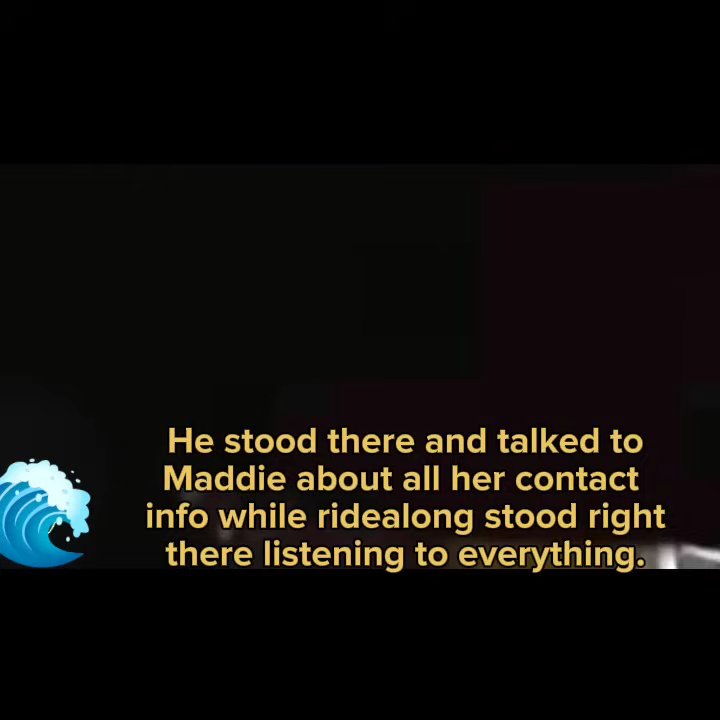 He stood there and talked to
Maddie about all her contact
info while ridealong stood right
there listening to everything.